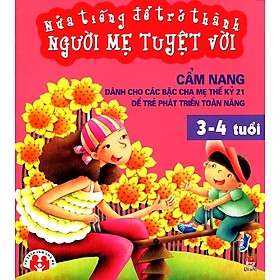 Nửa tiếng để trở thành
NGƯỜI MẸ TUYỆT VỜI
CẨM NANG
DÀNH CHO CÁC BẬC CHA MẸ THẾ KỶ 21
ĐỂ TRẺ PHÁT TRIỂN TOÀN NĂNG
3-4 tuổi